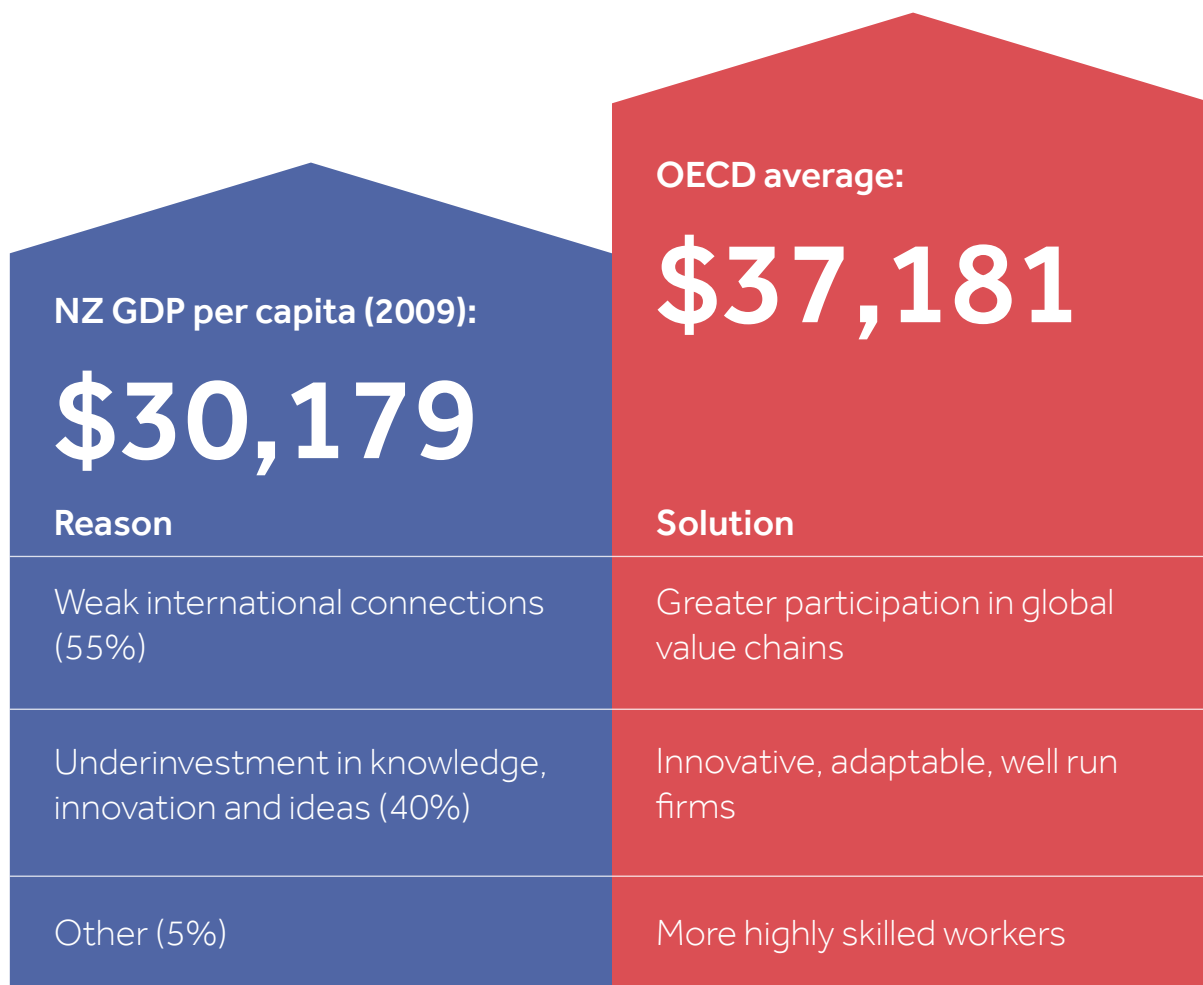 NZ GDP per capita (2009):
$30,179
Reason
Weak international connections
(55%)
Underinvestment in knowledge,
innovation and ideas (40%)
Other (5%)
OECD average:
$37,181
Solution
Greater participation in global
value chains
Innovative, adaptable, well run
firms
More highly skilled workers